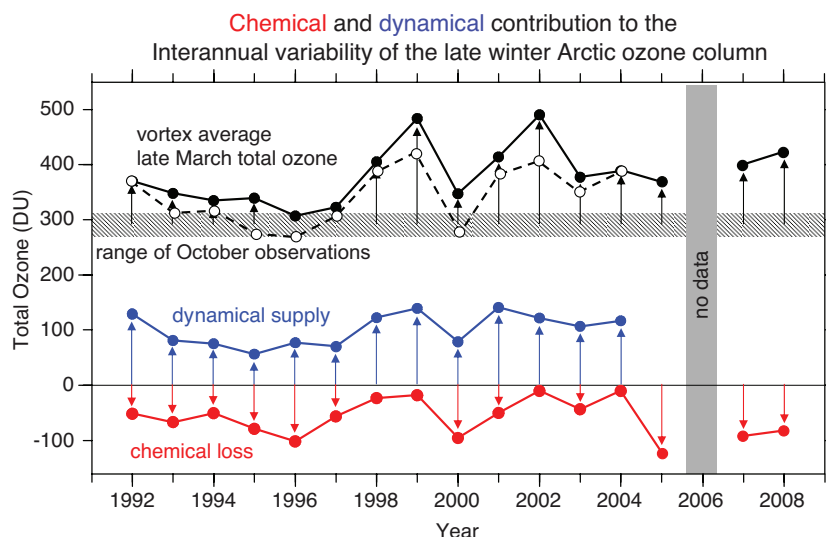 Chemical and dynamical contribution to the
Interannual variability of the late winter Arctic ozone column
500
400
300
200
100
0
-100
Total Ozone (DU)
vortex average
late March total ozone
range of October observations
dynamical supply
chemical loss
no data
1992
1994
1996
1998
2000
2002
2004
2006
2008
Year